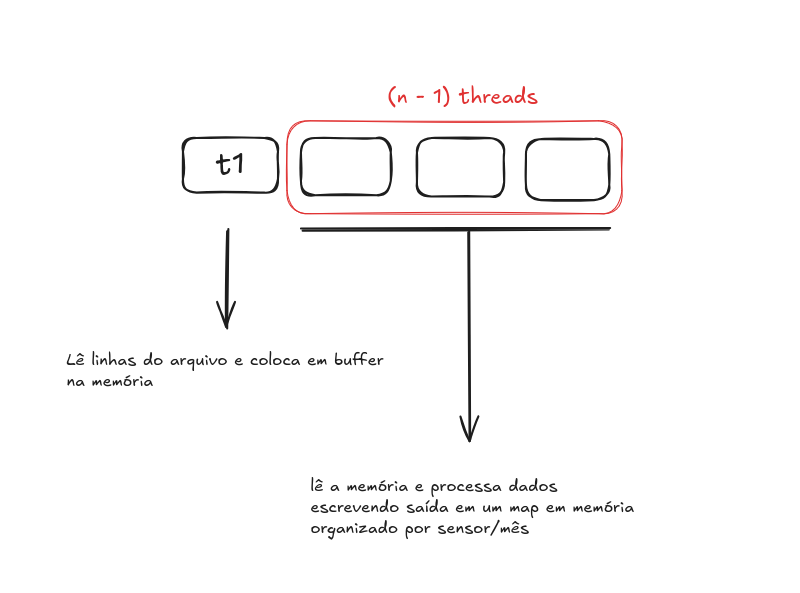 (n - 1) threads
t1
Lê linhas do arquivo e coloca em buffer
na memória
lê a memória e processa dados
escrevendo saída em um map em memória
organizado por sensor/mês